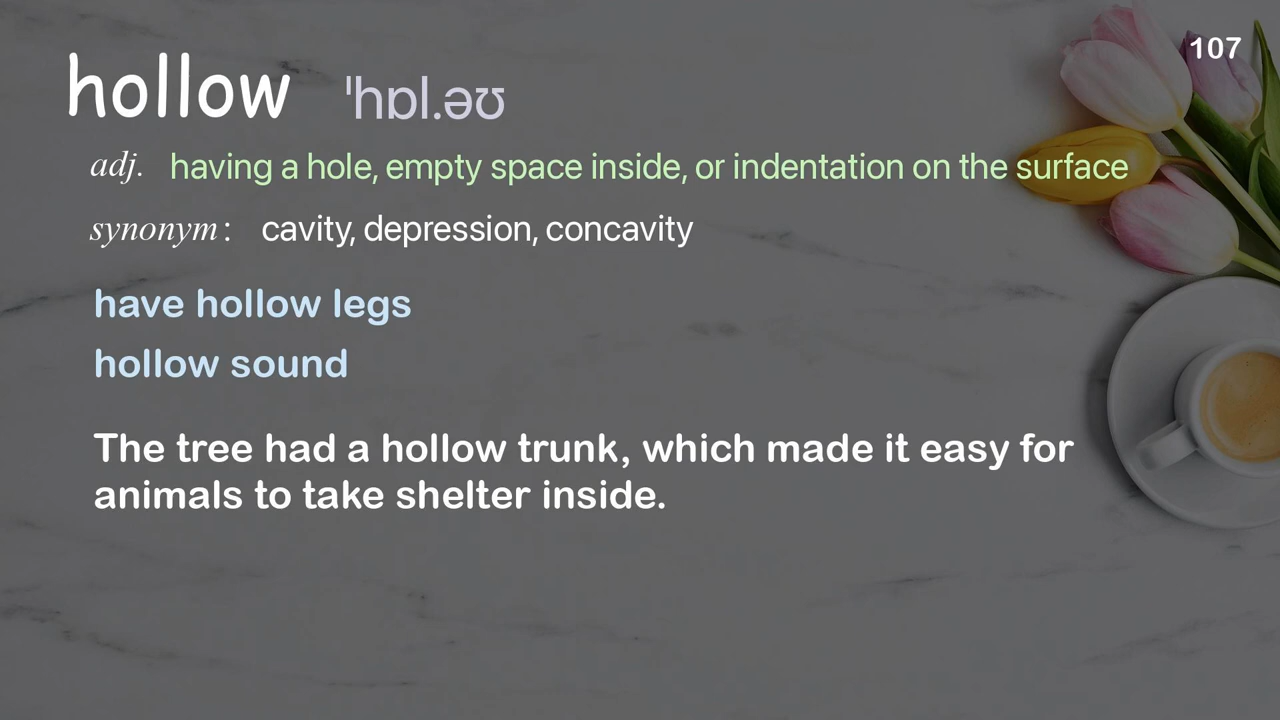 107
hollow ˈhɒl.əʊ
adj. having a hole, empty space inside, or indentation on the surface
synonym: cavity, depression, concavity
have hollow legs
hollow sound
The tree had a hollow trunk, which made it easy for
animals to take shelter inside.